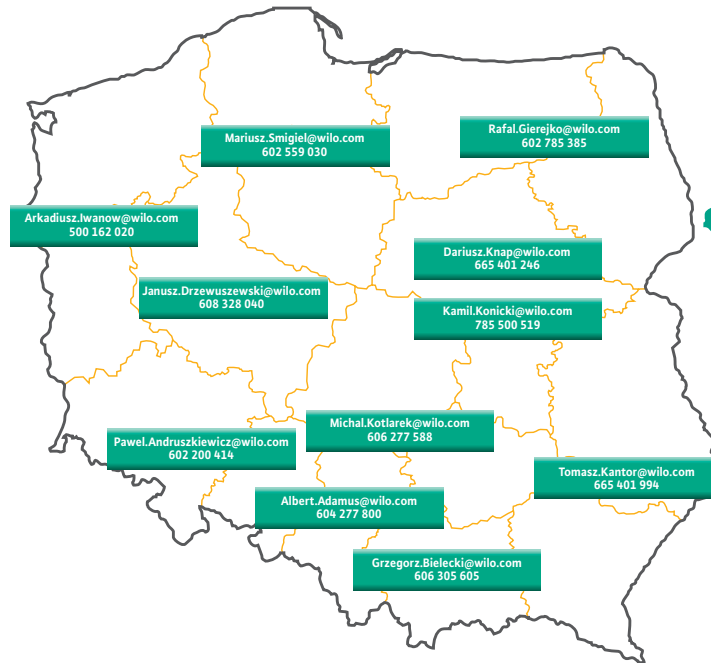 Mariusz.Smigiel@wilo.com
602 559 030
Rafal.Gierejko@wilo.com
602 785 385
Arkadiusz.Iwanow@wilo.com
500 162 020
Dariusz.Knap@wilo.com
665 401 246
Janusz.Drzewuszewski@wilo.com
608 328 040
Kamil.Konicki@wilo.com
785 500 519
Michal.Kotlarek@wilo.com
606 277 588
Pawel.Andruszkiewicz@wilo.com
602 200 414
Tomasz.Kantor@wilo.com
665 401 994
Albert.Adamus@wilo.com
604 277 800
Grzegorz.Bielecki@wilo.com
606 305 605